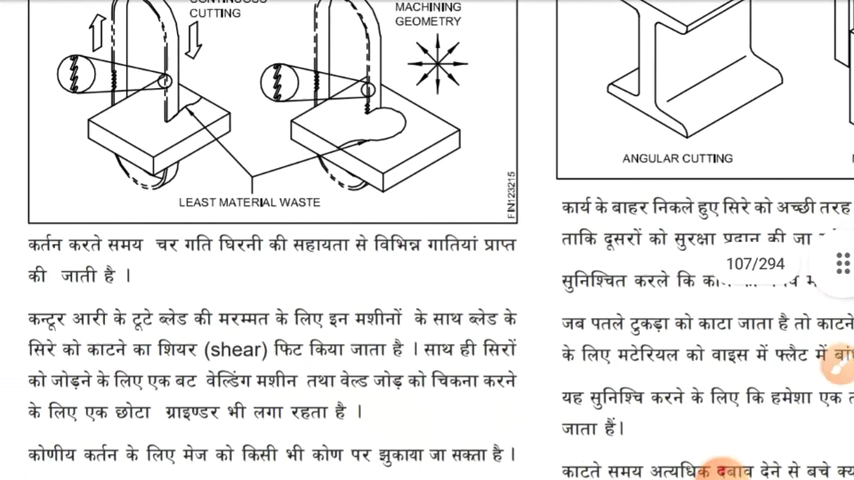 CUTTING
MACHINING
GEOMETRY
LEAST MATERIAL WASTE
FIN123215
कर्तन करते समय चर गति घिरनी की सहायता से विभिन्न गातियां प्राप्त
की जाती है ।
कन्टूर आरी के टूटे ब्लेड की मरम्मत के लिए इन मशीनों के साथ ब्लेड के
सिरे को काटने का शियर (shear) फिट किया जाता है । साथ ही सिरों
को जोड़ने के लिए एक बट वेल्डिंग मशीन तथा वेल्ड जोड़ को चिकना करने
के लिए एक छोटा ग्राइण्डर भी लगा रहता है ।
कोणीय कर्तन के लिए मेज को किसी भी कोण पर झुकाया जा सकता है ।
ANGULAR CUTTING
कार्य के बाहर निकले हुए सिरे को अच्छी तरह
ताकि दूसरों को सुरक्षा प्रदान की जा
107/294
सुनिश्चित करले कि
जब पतले टुकड़ा को काटा जाता है तो काटने
के लिए मटेरियल को वाइस में फ्लैट में
यह सुनिश्चि करने के लिए कि हमेशा एक
जाता हैं।
काटते समय अत्यधिक दबाव देने से बचे